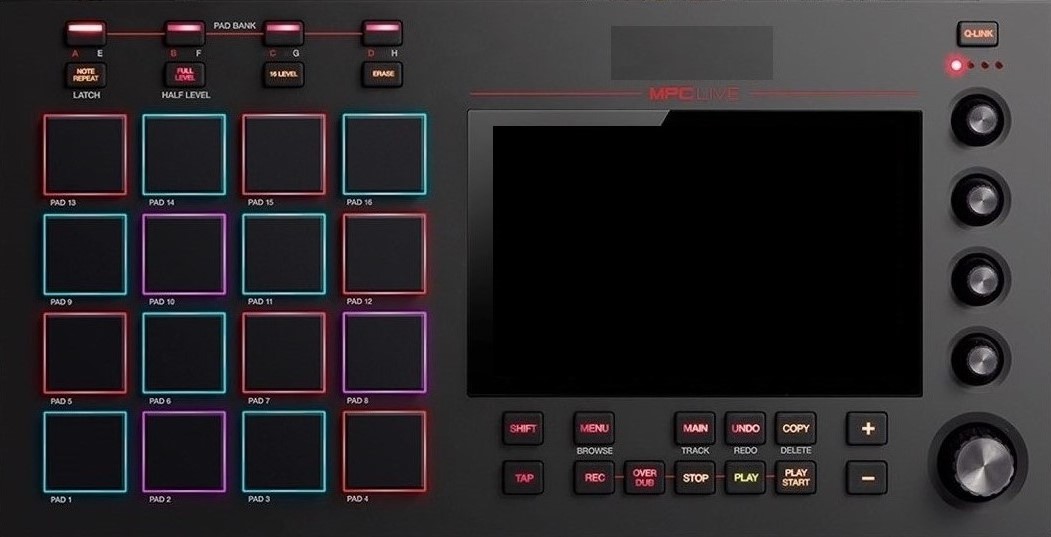 PAD BANK
Q-LINK
A E B F C G D H
NOTE
REPEAT
FULL
LEVEL
16 LEVEL
ERASE
LATCH
HALF LEVEL
MPC LIVE
PAD 13 PAD 14 PAD 15 PAD 16
PAD 9 PAD 10 PAD 11 PAD 12
PAD 5 PAD 6 PAD 7 PAD 8
PAD 1 PAD 2 PAD 3 PAD 4
SHIFT MENU MAIN UNDO COPY +
BROWSE TRACK REDO DELETE
TAP REC
OVER
DUB
STOP PLAY
PLAY
START
−